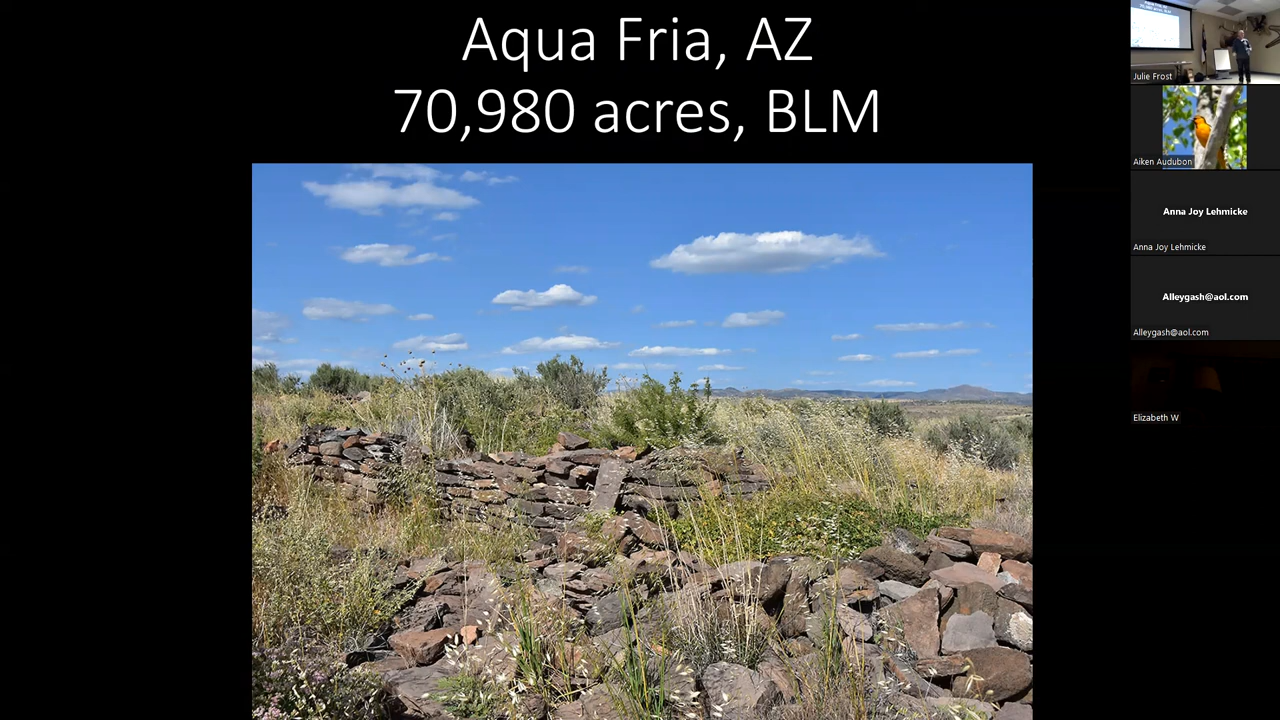 Aqua Fria, AZ
70,980 acres, BLM
Julie Frost
Aiken Audubon
Anna Joy Lehmicke
Anna Joy Lehmicke
Alleygash@aol.com
Alleygash@aol.com
Elizabeth W